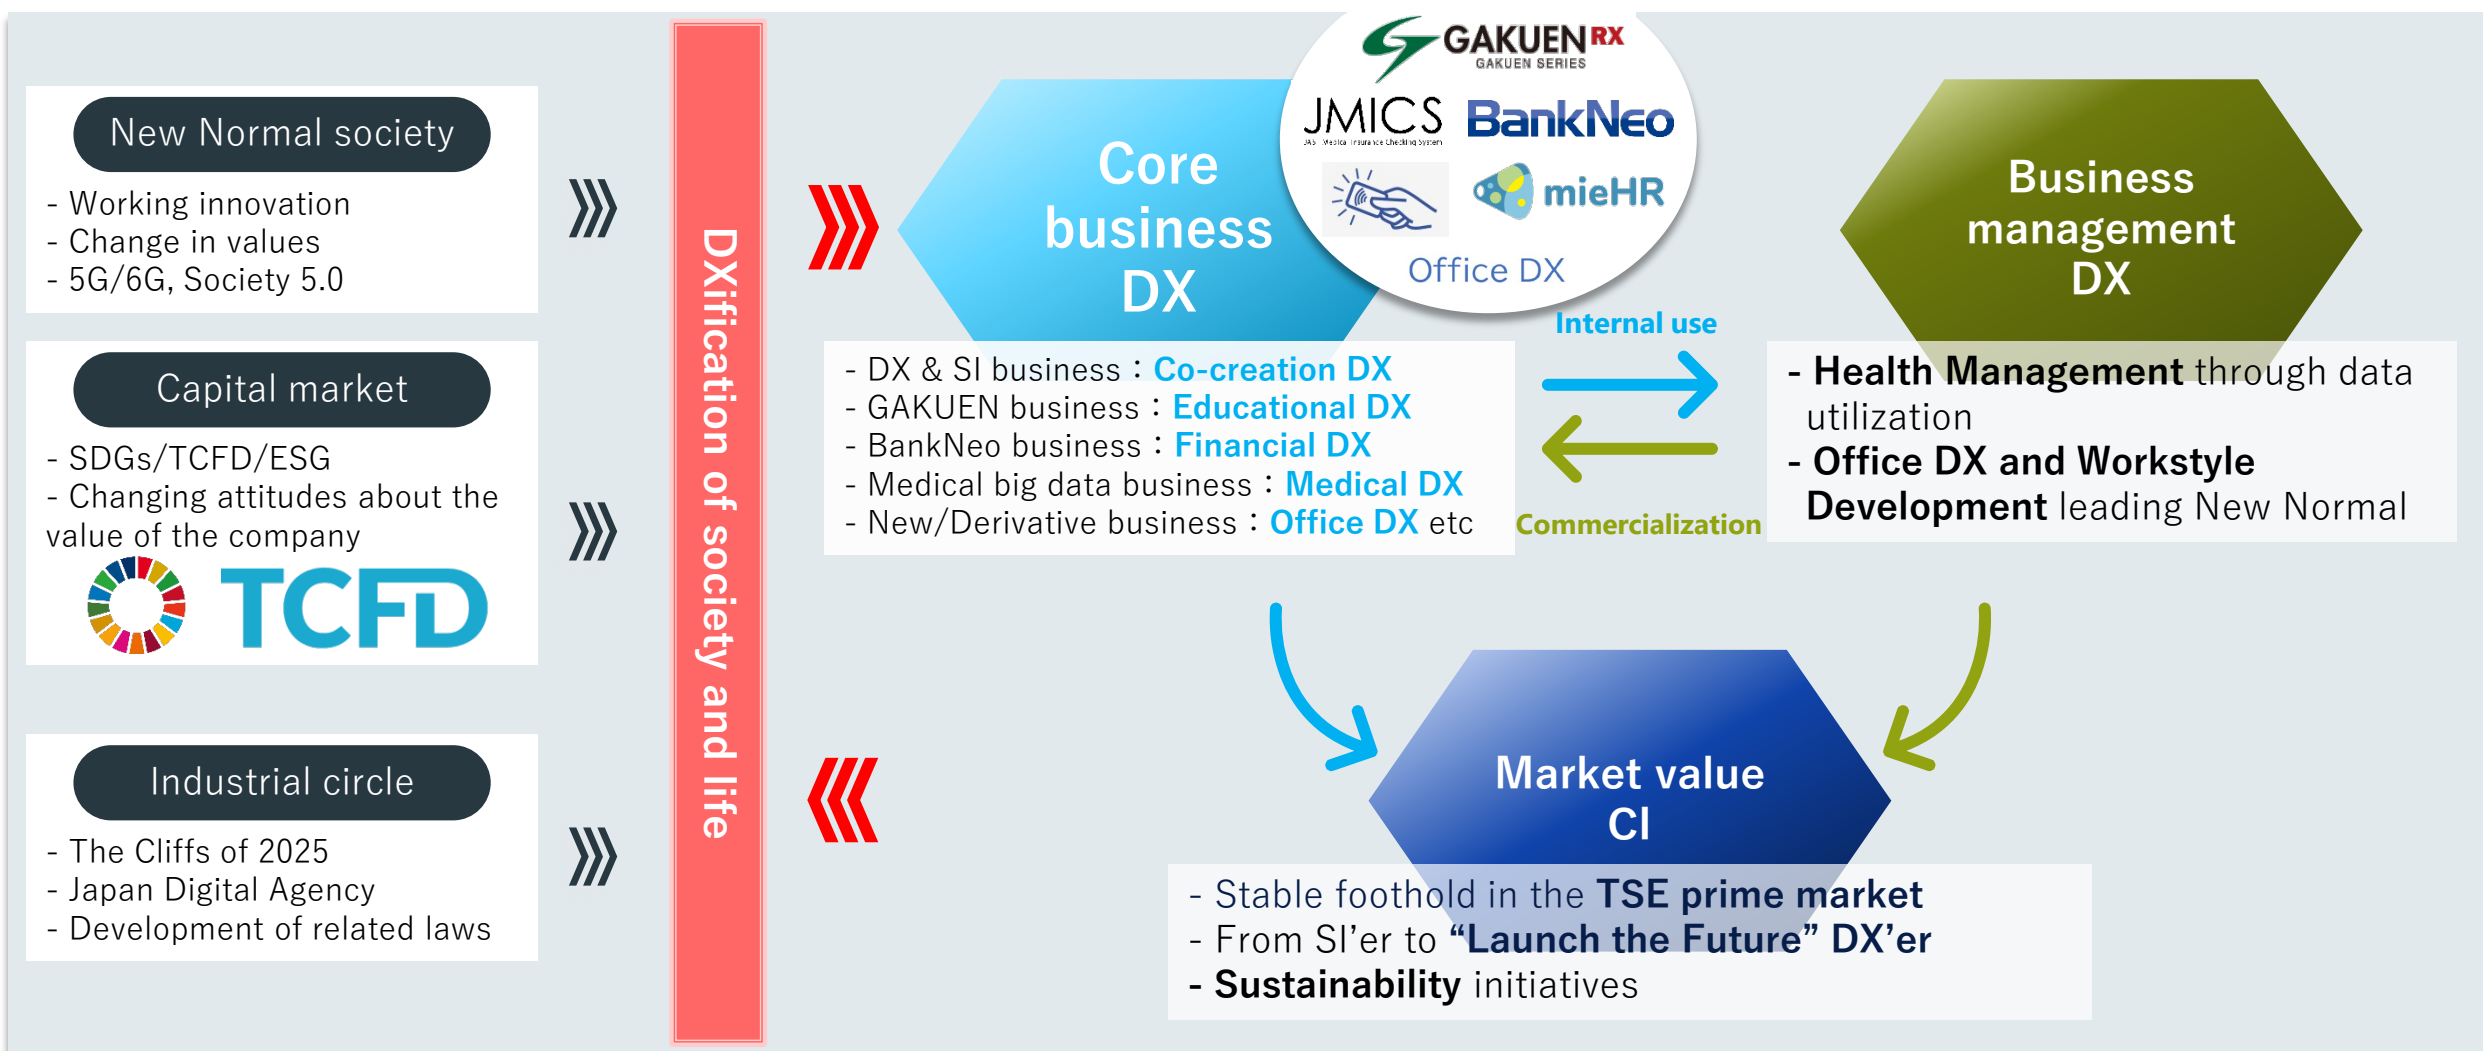 New Normal society
- Working innovation
- Change in values
- 5G/6G, Society 5.0
Capital market
- SDGs/TCFD/ESG
- Changing attitudes about the
value of the company
TCFD
Industrial circle
- The Cliffs of 2025
- Japan Digital Agency
- Development of related laws
DXification of society and life
Core
business
DX
GAKUEN RX
GAKUEN SERIES
JMICS
Medical Insurance Checking System
BankNeo
mieHR
Office DX
- DX & SI business：Co-creation DX
- GAKUEN business：Educational DX
- BankNeo business：Financial DX
- Medical big data business：Medical DX
- New/Derivative business：Office DX etc
Internal use
Commercialization
Business
management
DX
- Health Management through data
utilization
- Office DX and Workstyle
Development leading New Normal
Market value
CI
- Stable foothold in the TSE prime market
- From SI’er to “Launch the Future” DX’er
- Sustainability initiatives